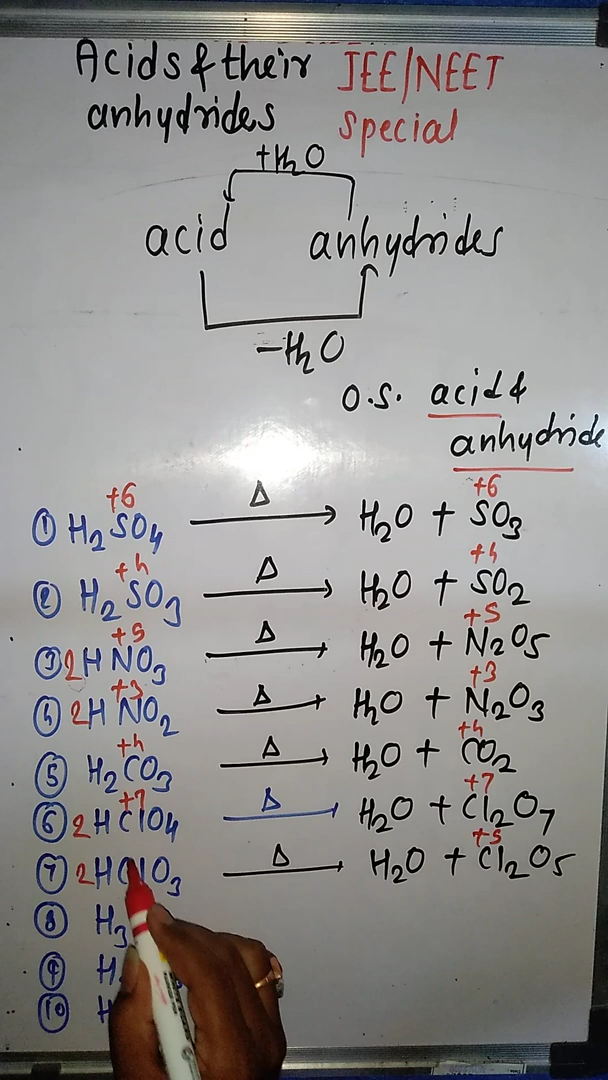 Acids & their JEE/NEET
anhydrides special
+H2O
acid anhydrides
-H2O
O.S. acid &
anhydride
+6 +6
① H2SO4 Δ→ H2O + SO3
+4 +4
② H2SO3 Δ→ H2O + SO2
+5 +5
③ 2HNO3 Δ→ H2O + N2O5
+3 +3
④ 2HNO2 Δ→ H2O + N2O3
+4 +4
⑤ H2CO3 Δ→ H2O + CO2
+7 +7
⑥ 2HClO4 Δ→ H2O + Cl2O7
+5
⑦ 2HClO3 Δ→ H2O + Cl2O5
⑧ H3
⑨ H
⑩ H